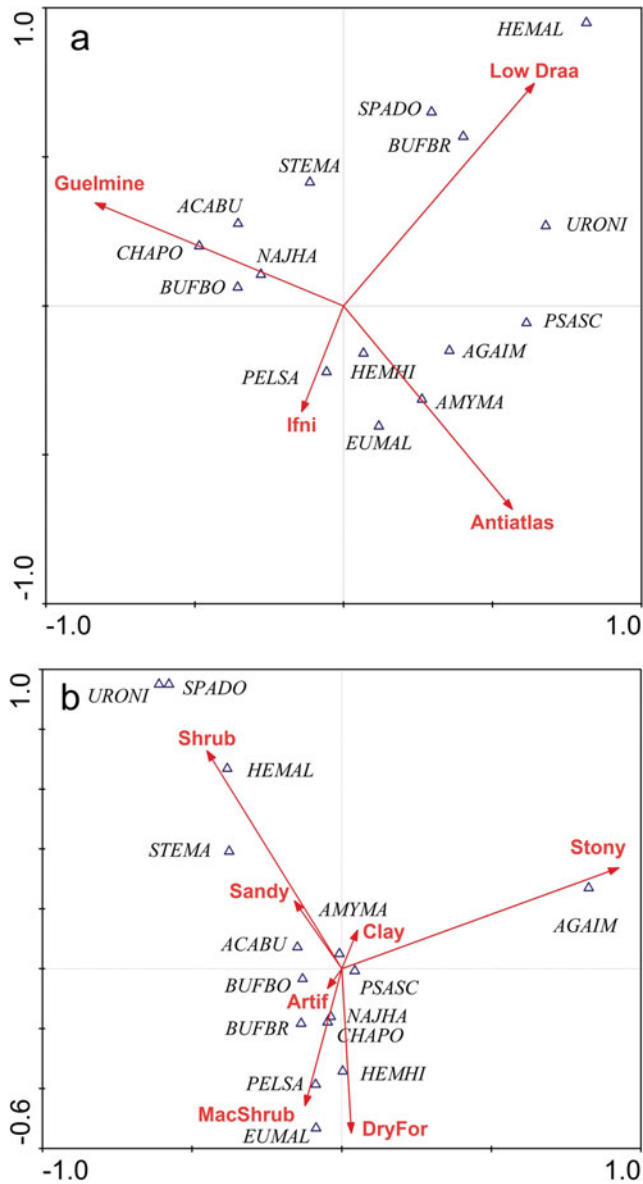 1.0
a
HEMAL
Low Draa
SPADO
BUFBR
STEMA
Guelmine
ACABU
URONI
CHAPO
NAJHA
BUFBO
PSASC
AGAIM
PELSA
HEMHI
AMYMA
Ifni
EUMAL
Antiatlas
-1.0
-1.0
1.0
1.0
b
URONI
SPADO
Shrub
HEMAL
Stony
STEMA
Sandy
AMYMA
AGAIM
Clay
ACABU
BUFBO
PSASC
Artif
NAJHA
BUFBR
CHAPO
HEMHI
PELSA
MacShrub
DryFor
EUMAL
-0.6
-1.0
1.0